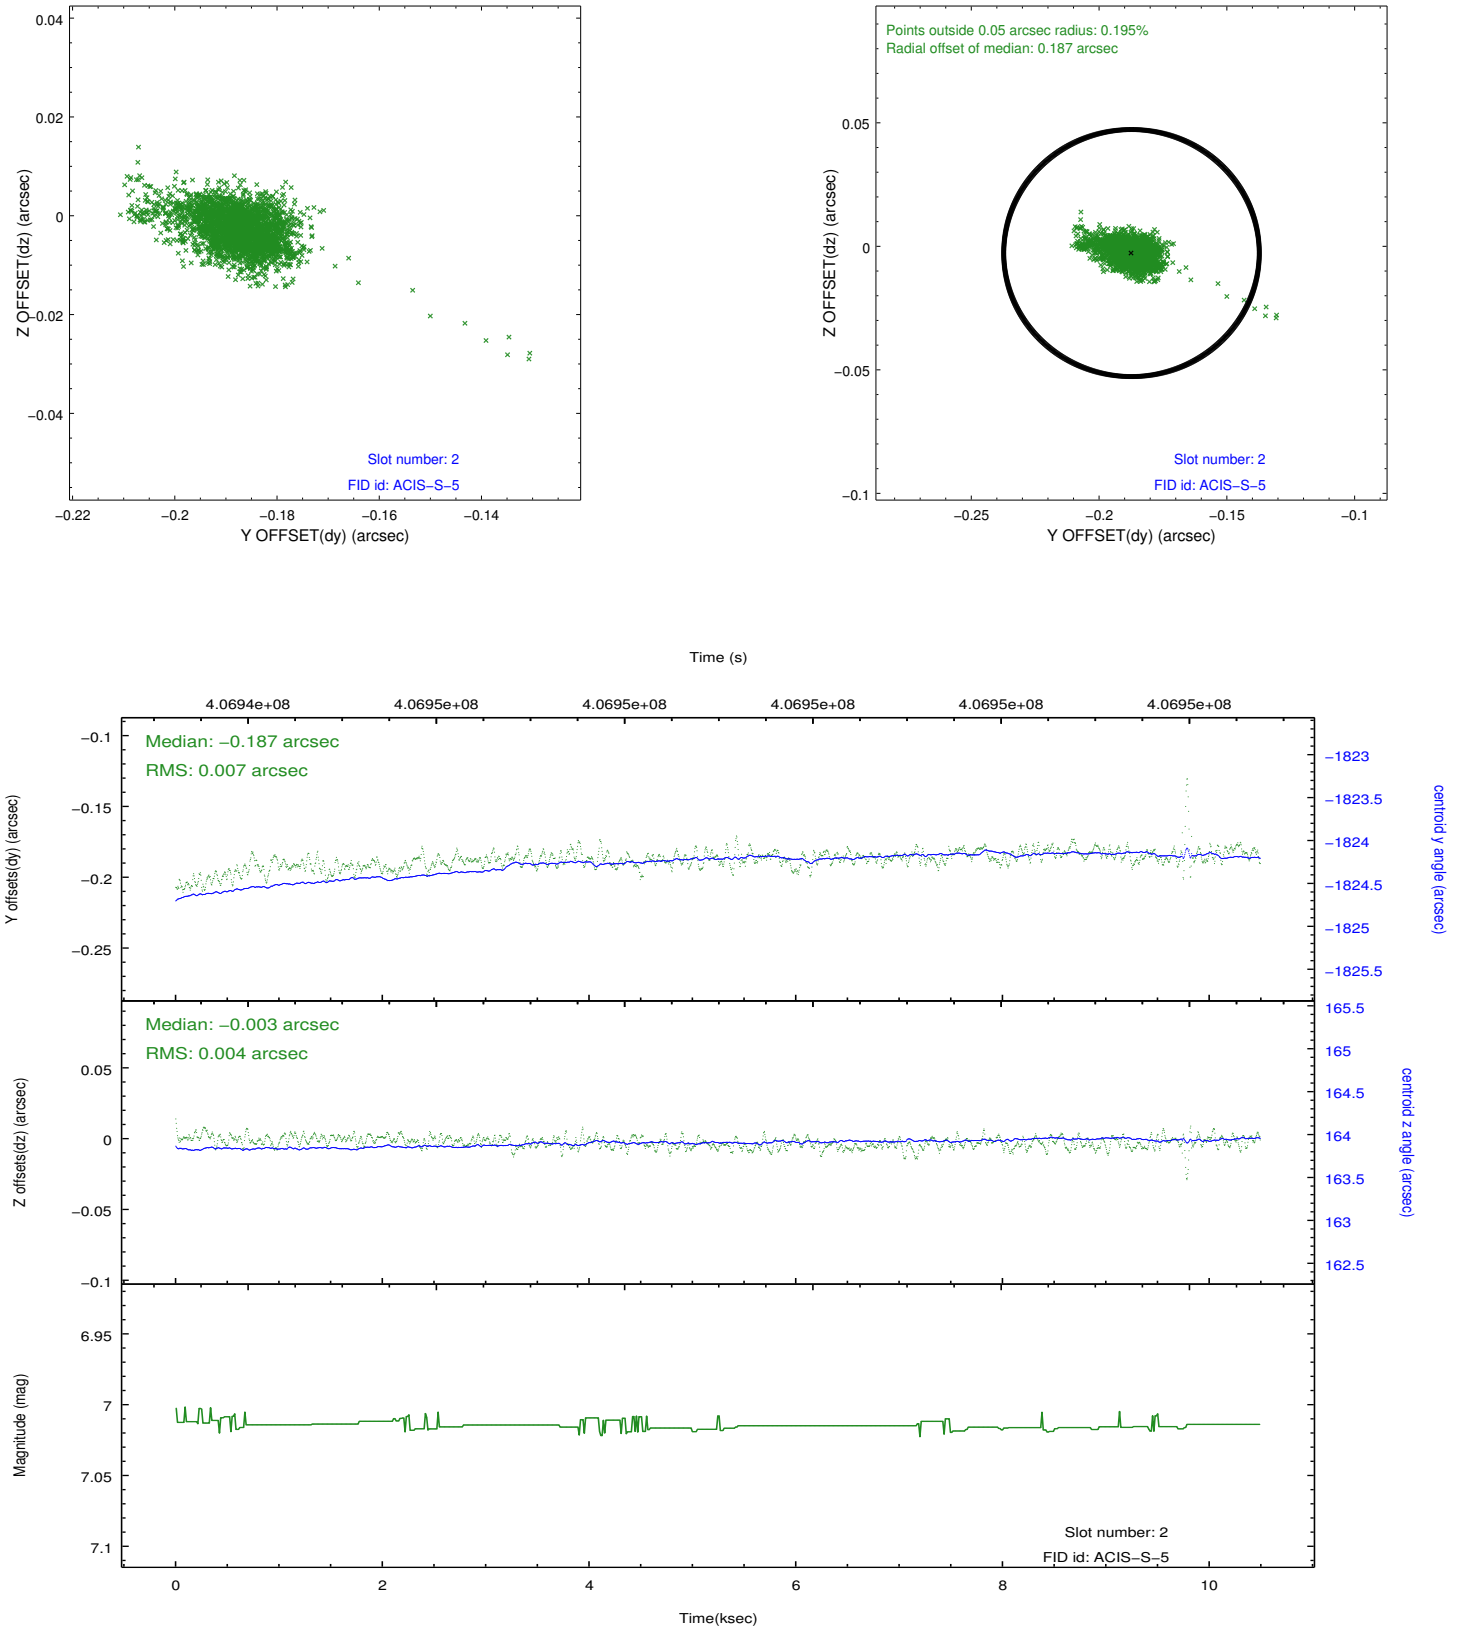 0.04
0.02
0
−0.02
−0.04
Z OFFSET(dz) (arcsec)
−0.22
−0.2
−0.18
−0.16
−0.14
Y OFFSET(dy) (arcsec)
Slot number: 2
FID id: ACIS−S−5
Points outside 0.05 arcsec radius: 0.195%
Radial offset of median: 0.187 arcsec
0.05
0
−0.05
−0.1
Z OFFSET(dz) (arcsec)
Slot number: 2
FID id: ACIS−S−5
−0.25
−0.2
−0.15
−0.1
Y OFFSET(dy) (arcsec)
Time (s)
4.0694e+08
4.0695e+08
4.0695e+08
4.0695e+08
4.0695e+08
4.0695e+08
Median: −0.187 arcsec
RMS: 0.007 arcsec
−0.1
−0.15
−0.2
−0.25
Y offsets(dy) (arcsec)
−1823
−1823.5
−1824
−1824.5
−1825
−1825.5
centroid y angle (arcsec)
Median: −0.003 arcsec
RMS: 0.004 arcsec
0.05
0
−0.05
−0.1
Z offsets(dz) (arcsec)
165.5
165
164.5
164
163.5
163
162.5
centroid z angle (arcsec)
6.95
7
7.05
7.1
Magnitude (mag)
Slot number: 2
FID id: ACIS−S−5
0
2
4
6
8
10
Time(ksec)